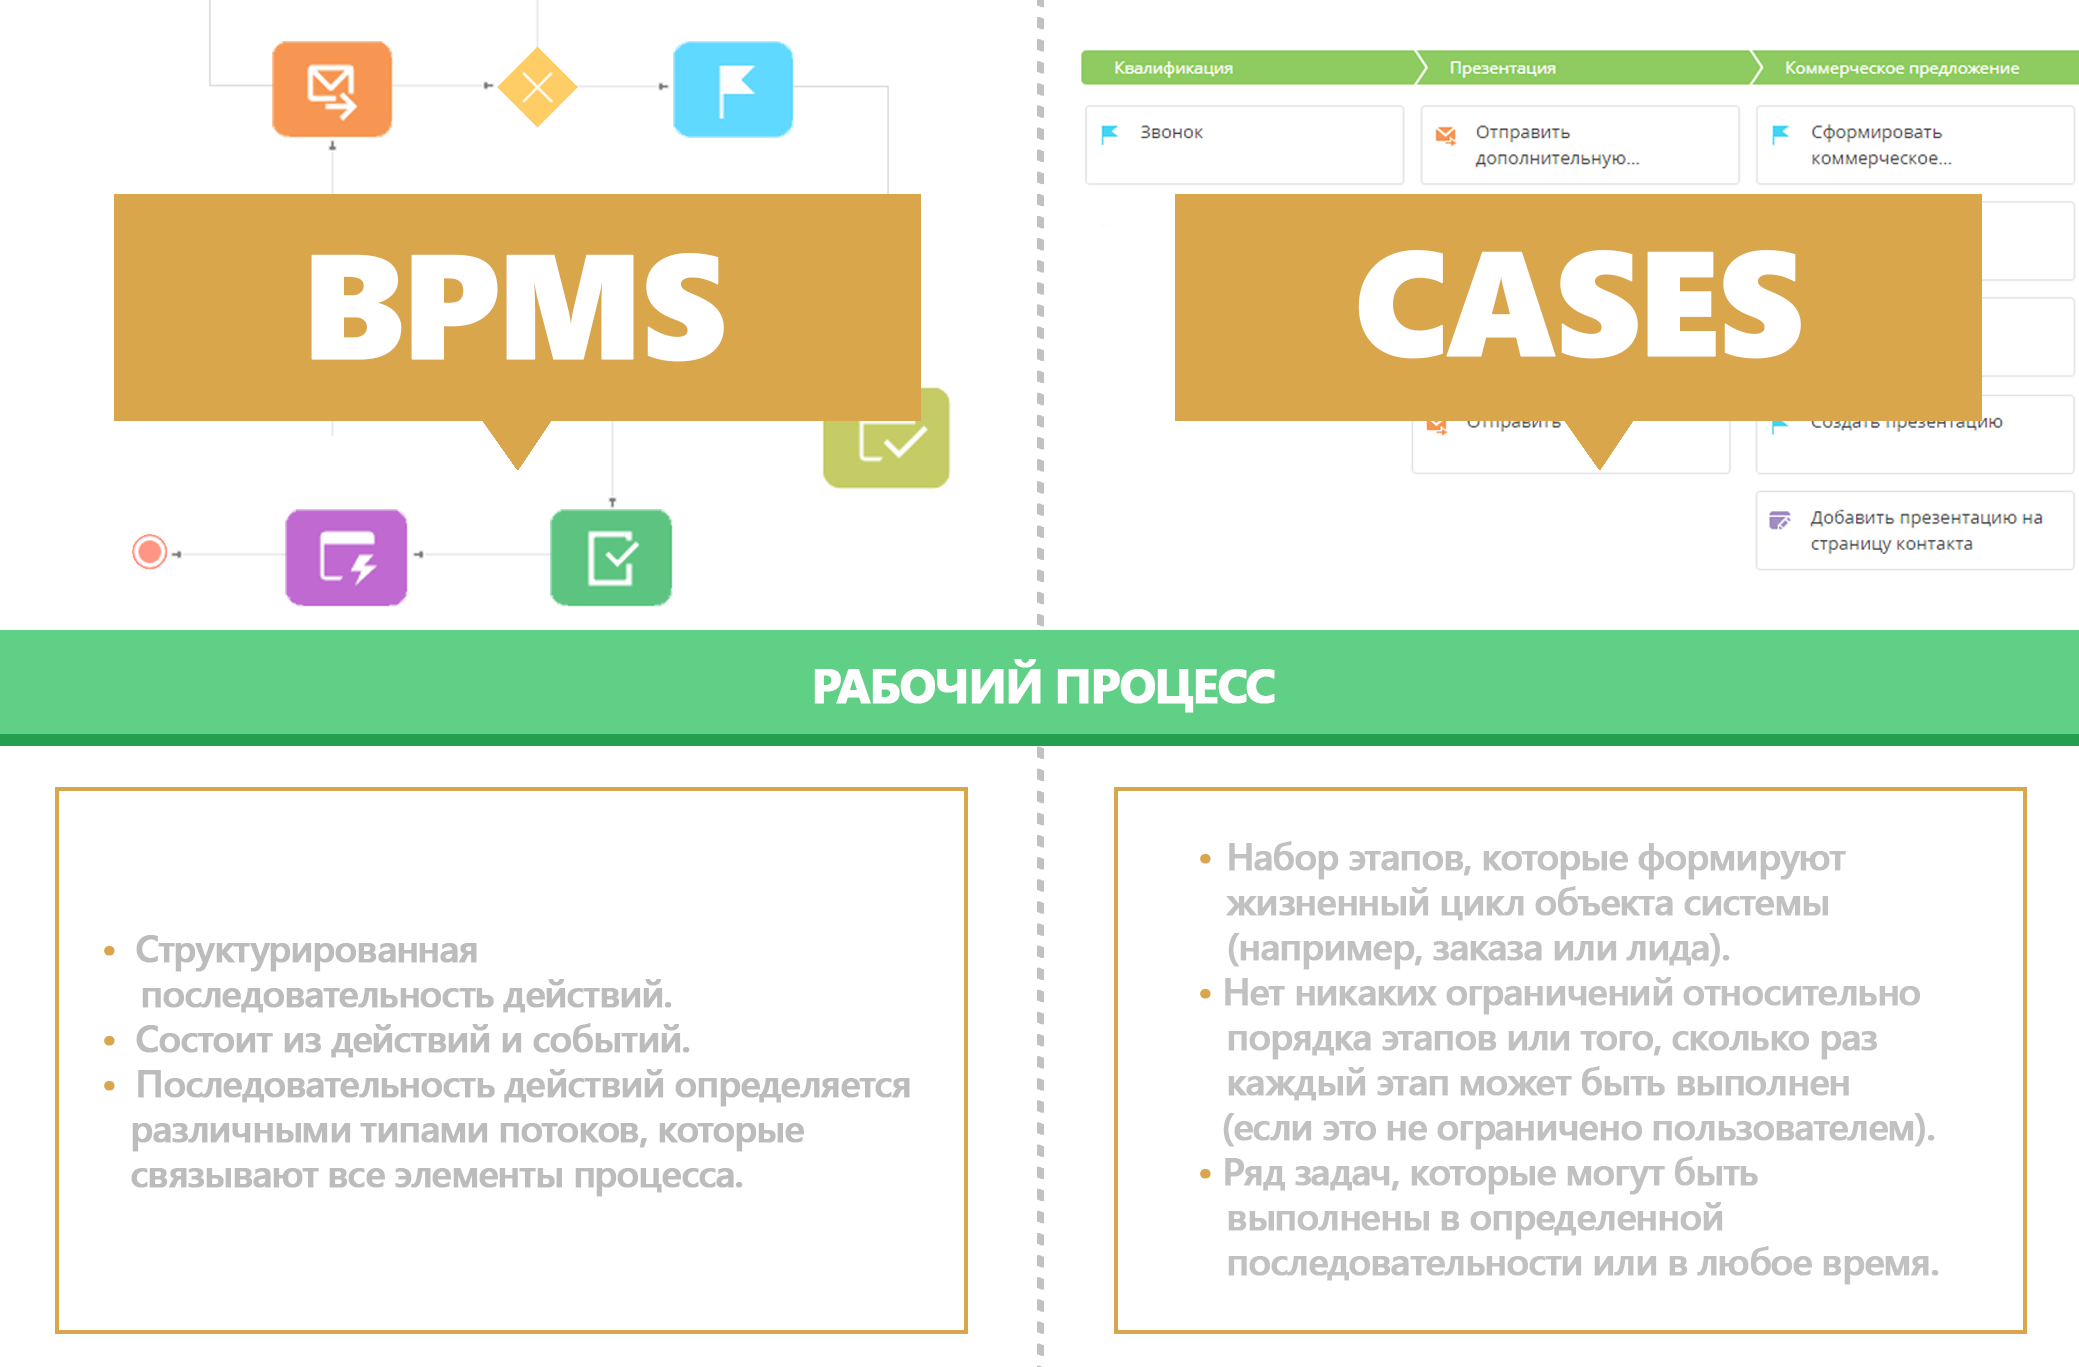 BPMS
Квалификация
Презентация
Коммерческое предложение
Звонок
Отправить
дополнительную...
Сформировать
коммерческое...
CASES
Отправить
Создать презентацию
Добавить презентацию на
страницу контакта
РАБОЧИЙ ПРОЦЕСС
• Структурированная
последовательность действий.
• Состоит из действий и событий.
• Последовательность действий определяется
различными типами потоков, которые
связывают все элементы процесса.
• Набор этапов, которые формируют
жизненный цикл объекта системы
(например, заказа или лида).
• Нет никаких ограничений относительно
порядка этапов или того, сколько раз
каждый этап может быть выполнен
(если это не ограничено пользователем).
• Ряд задач, которые могут быть
выполнены в определенной
последовательности или в любое время.